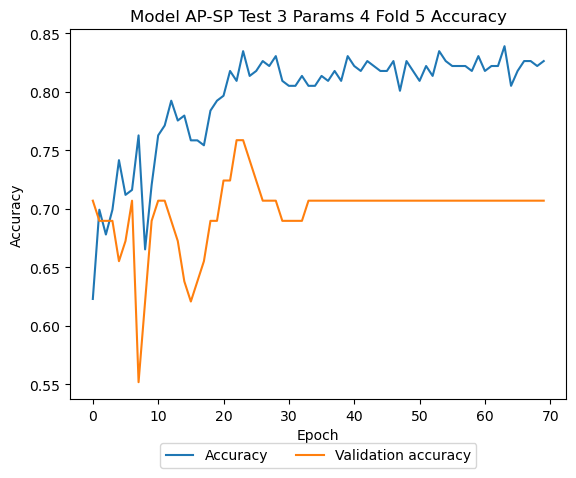 Model AP-SP Test 3 Params 4 Fold 5 Accuracy
0.85
0.80
0.75
0.70
0.65
0.60
0.55
Accuracy
0 10 20 30 40 50 60 70
Epoch
Accuracy Validation accuracy